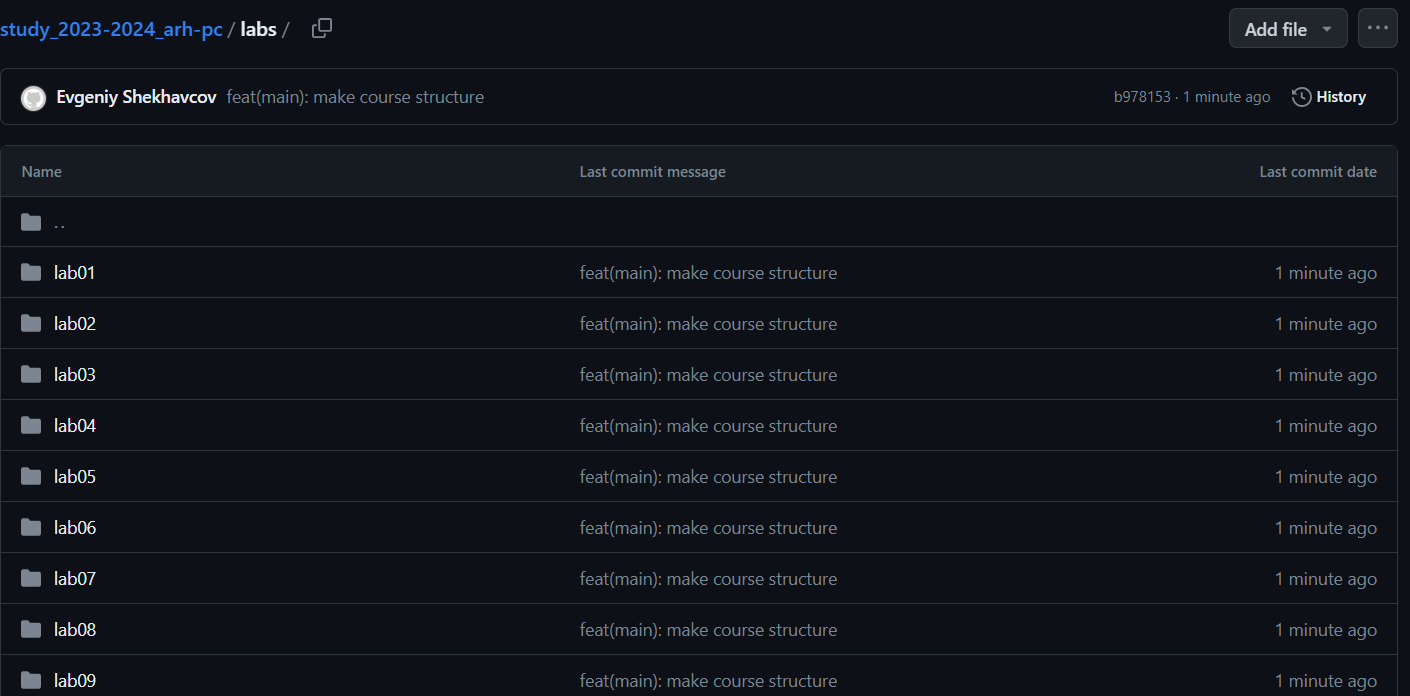 study_2023-2024_arh-pc / labs / Add file ...
Evgeniy Shekhavcov feat(main): make course structure b978153 · 1 minute ago History
Name Last commit message Last commit date
..
lab01 feat(main): make course structure 1 minute ago
lab02 feat(main): make course structure 1 minute ago
lab03 feat(main): make course structure 1 minute ago
lab04 feat(main): make course structure 1 minute ago
lab05 feat(main): make course structure 1 minute ago
lab06 feat(main): make course structure 1 minute ago
lab07 feat(main): make course structure 1 minute ago
lab08 feat(main): make course structure 1 minute ago
lab09 feat(main): make course structure 1 minute ago